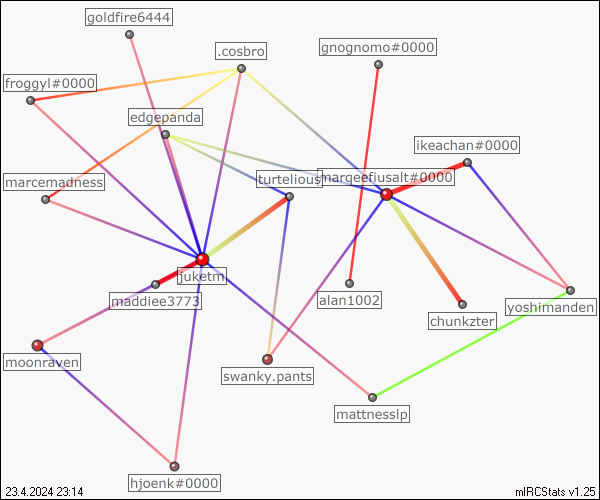 goldfire6444
.cosbro
gnognomo#0000
froggyl#0000
edgepanda
ikeachan#0000
marcemadness
turtelious
harqeefjusalt#0000
juketm
maddiee3773
alan1002
chunkzter
yoshimanden
moonraven
swanky.pants
mattnesslp
hjoenk#0000
23.4.2024 23:14
mIRCStats v1.25